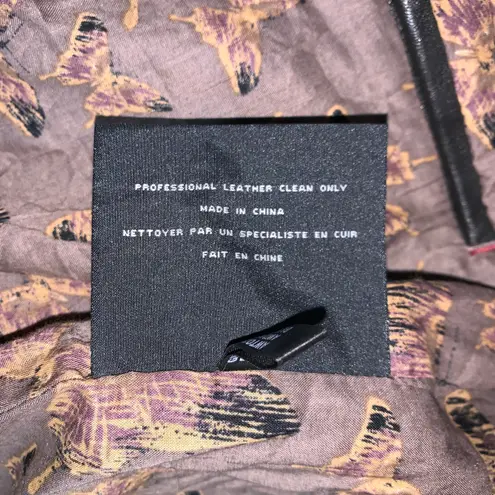 PROFESSIONAL LEATHER CLEAN ONLY
MADE IN CHINA
NETTOYER PAR UN SPECIALISTE EN CUIR
FAIT EN CHINE